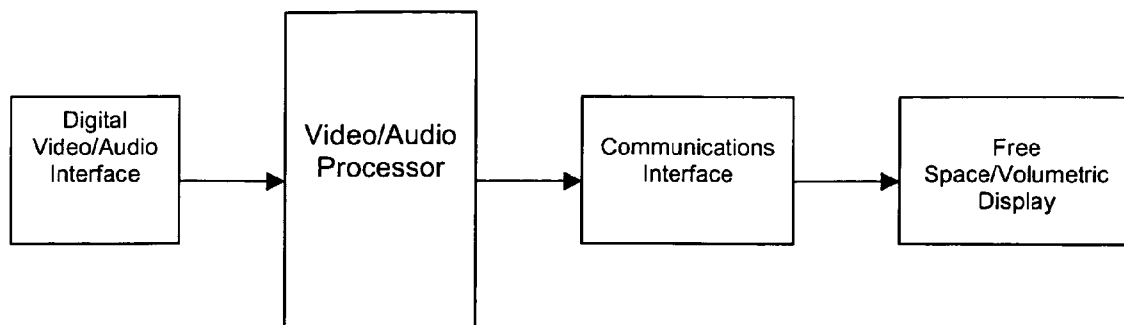 Digital
Video/Audio
Interface
Video/Audio
Processor
Communications
Interface
Free
Space/Volumetric
Display